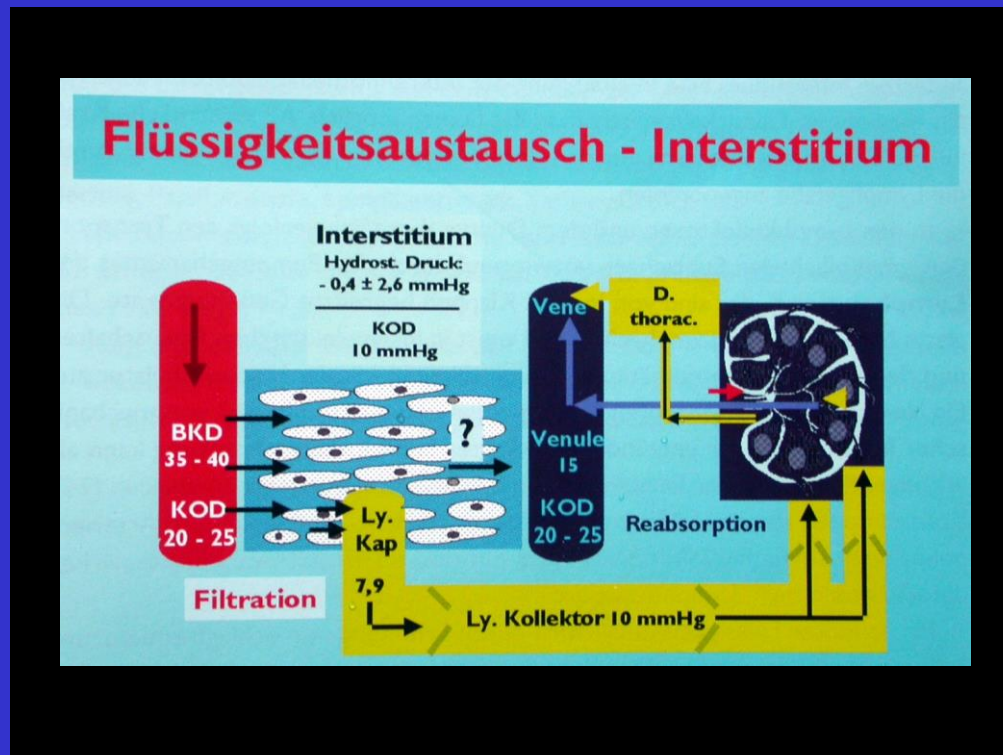 Flüssigkeitsaustausch - Interstitium
Interstitium
Hydrost. Druck:
- 0,4 ± 2,6 mmHg
KOD
10 mmHg
BKD
35 - 40
KOD
20 - 25
Filtration
?
Ly.
Kap
7,9
Ly. Kollektor 10 mmHg
Vene
Venule
15
KOD
20 - 25
D.
thorac.
Reabsorption